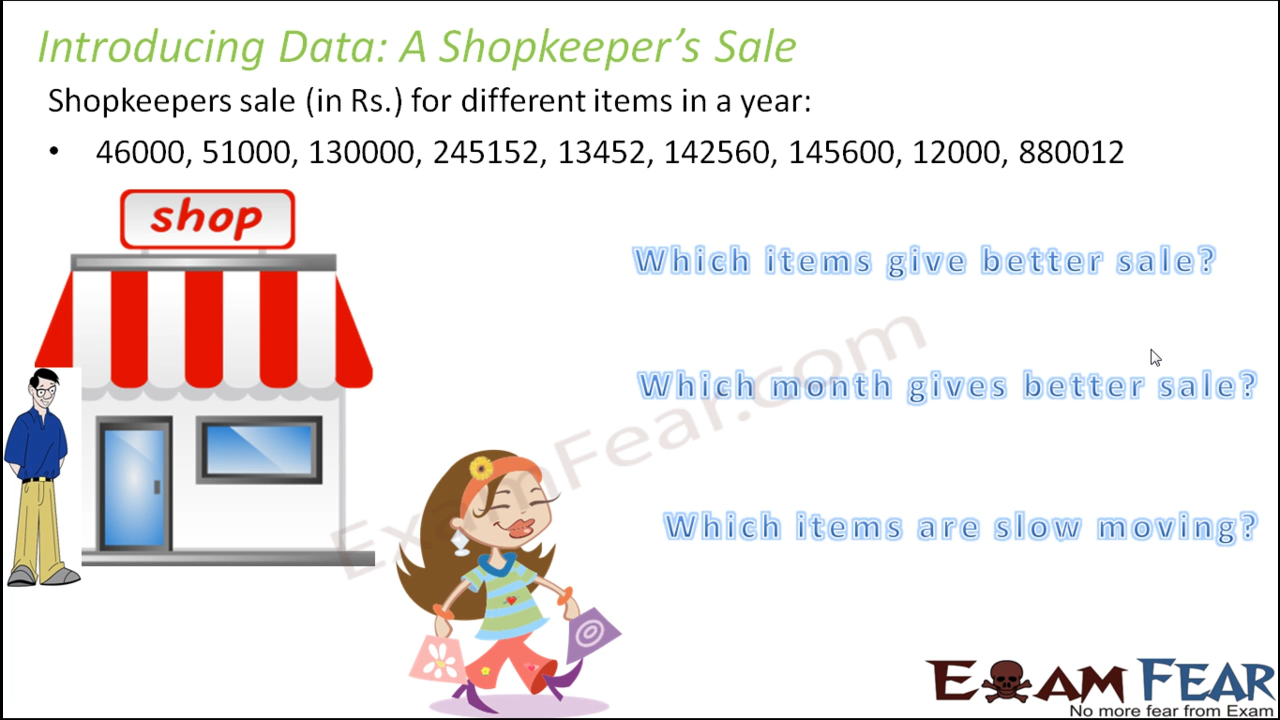 Introducing Data: A Shopkeeper's Sale
Shopkeepers sale (in Rs.) for different items in a year:
• 46000, 51000, 130000, 245152, 13452, 142560, 145600, 12000, 880012
shop
Which items give better sale?
Which month gives better sale?
Which items are slow moving?
ExamFear.com
EXAM FEAR
No more fear from Exam